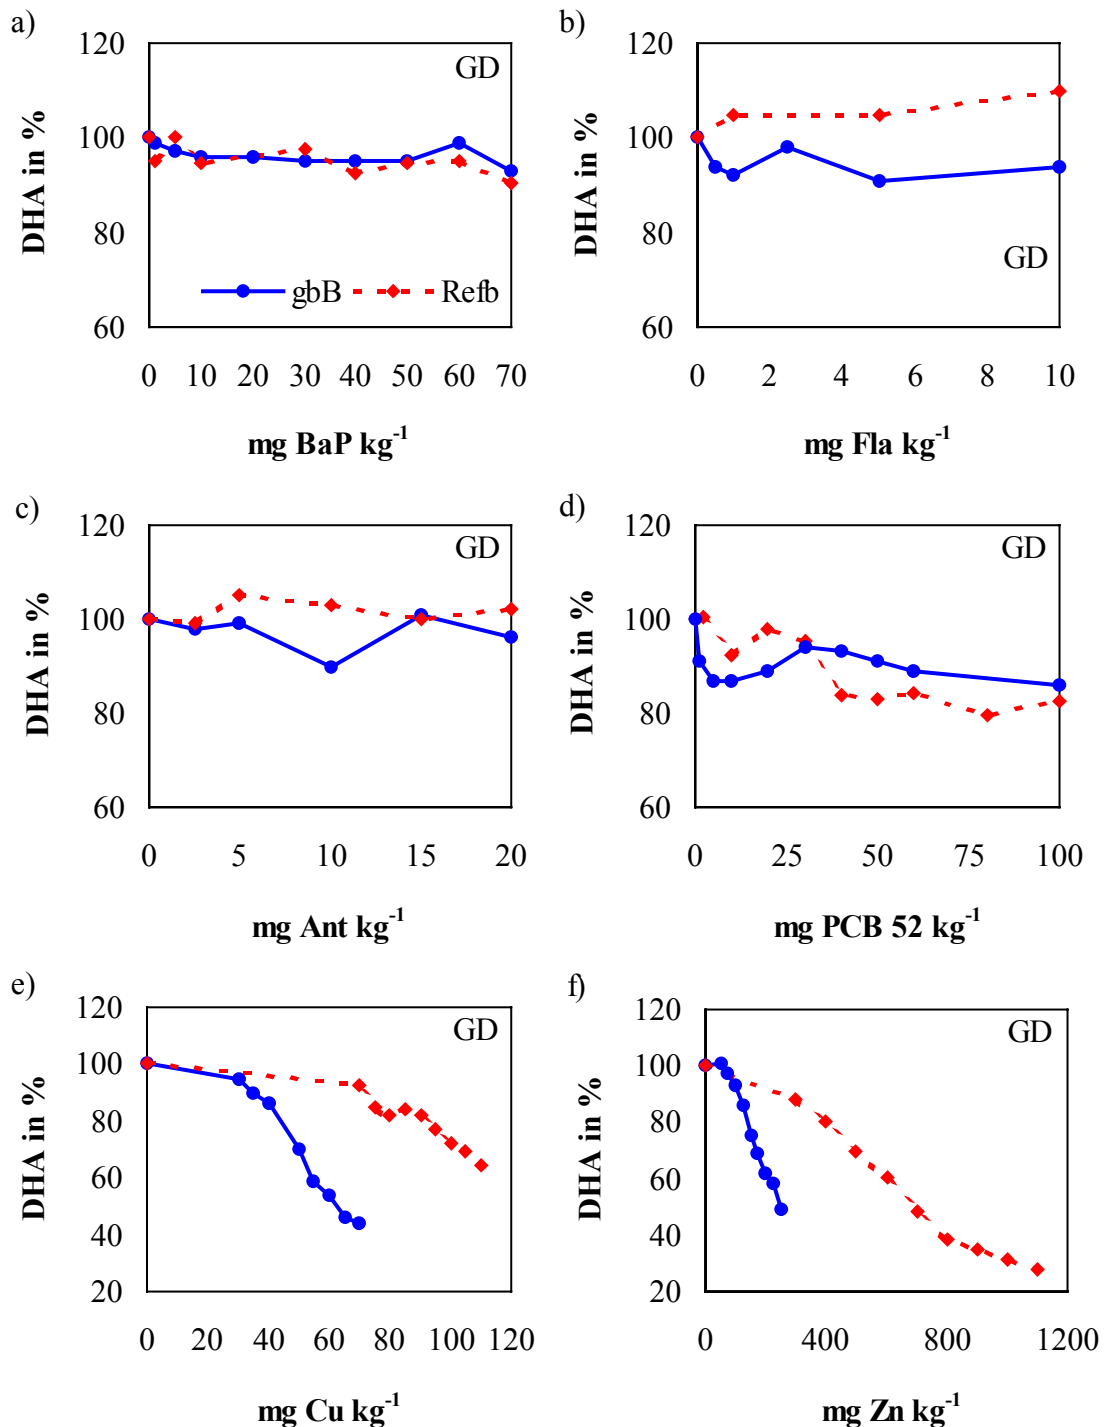 a)
120
GD
100
80
60
DHA in %
gbB
Refb
0 10 20 30 40 50 60 70
mg BaP kg⁻¹
b)
120
100
80
60
DHA in %
GD
0 2 4 6 8 10
mg Fla kg⁻¹
c)
120
GD
100
80
60
DHA in %
0 5 10 15 20
mg Ant kg⁻¹
d)
120
GD
100
80
60
DHA in %
0 25 50 75 100
mg PCB 52 kg⁻¹
e)
120
GD
100
80
60
40
20
DHA in %
0 20 40 60 80 100 120
mg Cu kg⁻¹
f)
120
GD
100
80
60
40
20
DHA in %
0 400 800 1200
mg Zn kg⁻¹